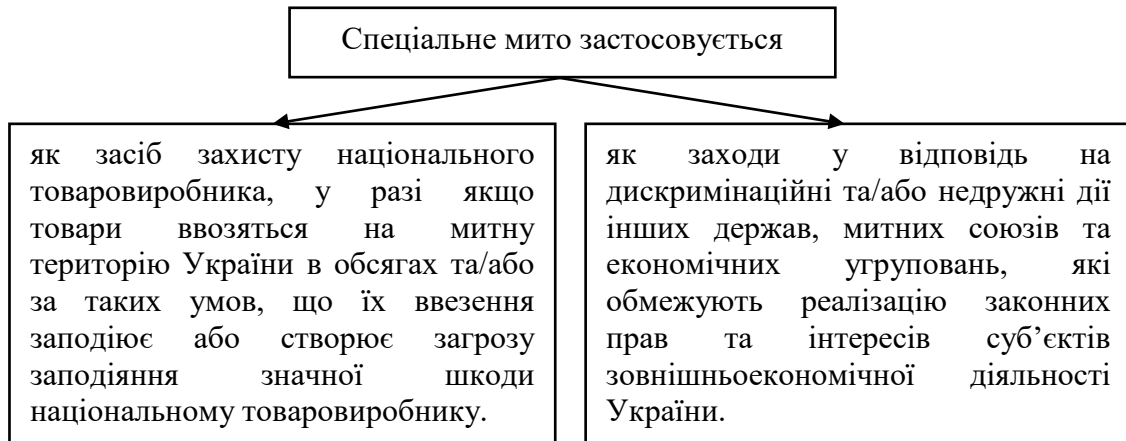 Спеціальне мито застосовується
як засіб захисту національного
товаровиробника, у разі якщо
товари ввозяться на митну
територію України в обсягах та/або
за таких умов, що їх ввезення
заподіює або створює загрозу
заподіяння значної шкоди
національному товаровиробнику.
як заходи у відповідь на
дискримінаційні та/або недружні дії
інших держав, митних союзів та
економічних угруповань, які
обмежують реалізацію законних
прав та інтересів суб’єктів
зовнішньоекономічної діяльності
України.